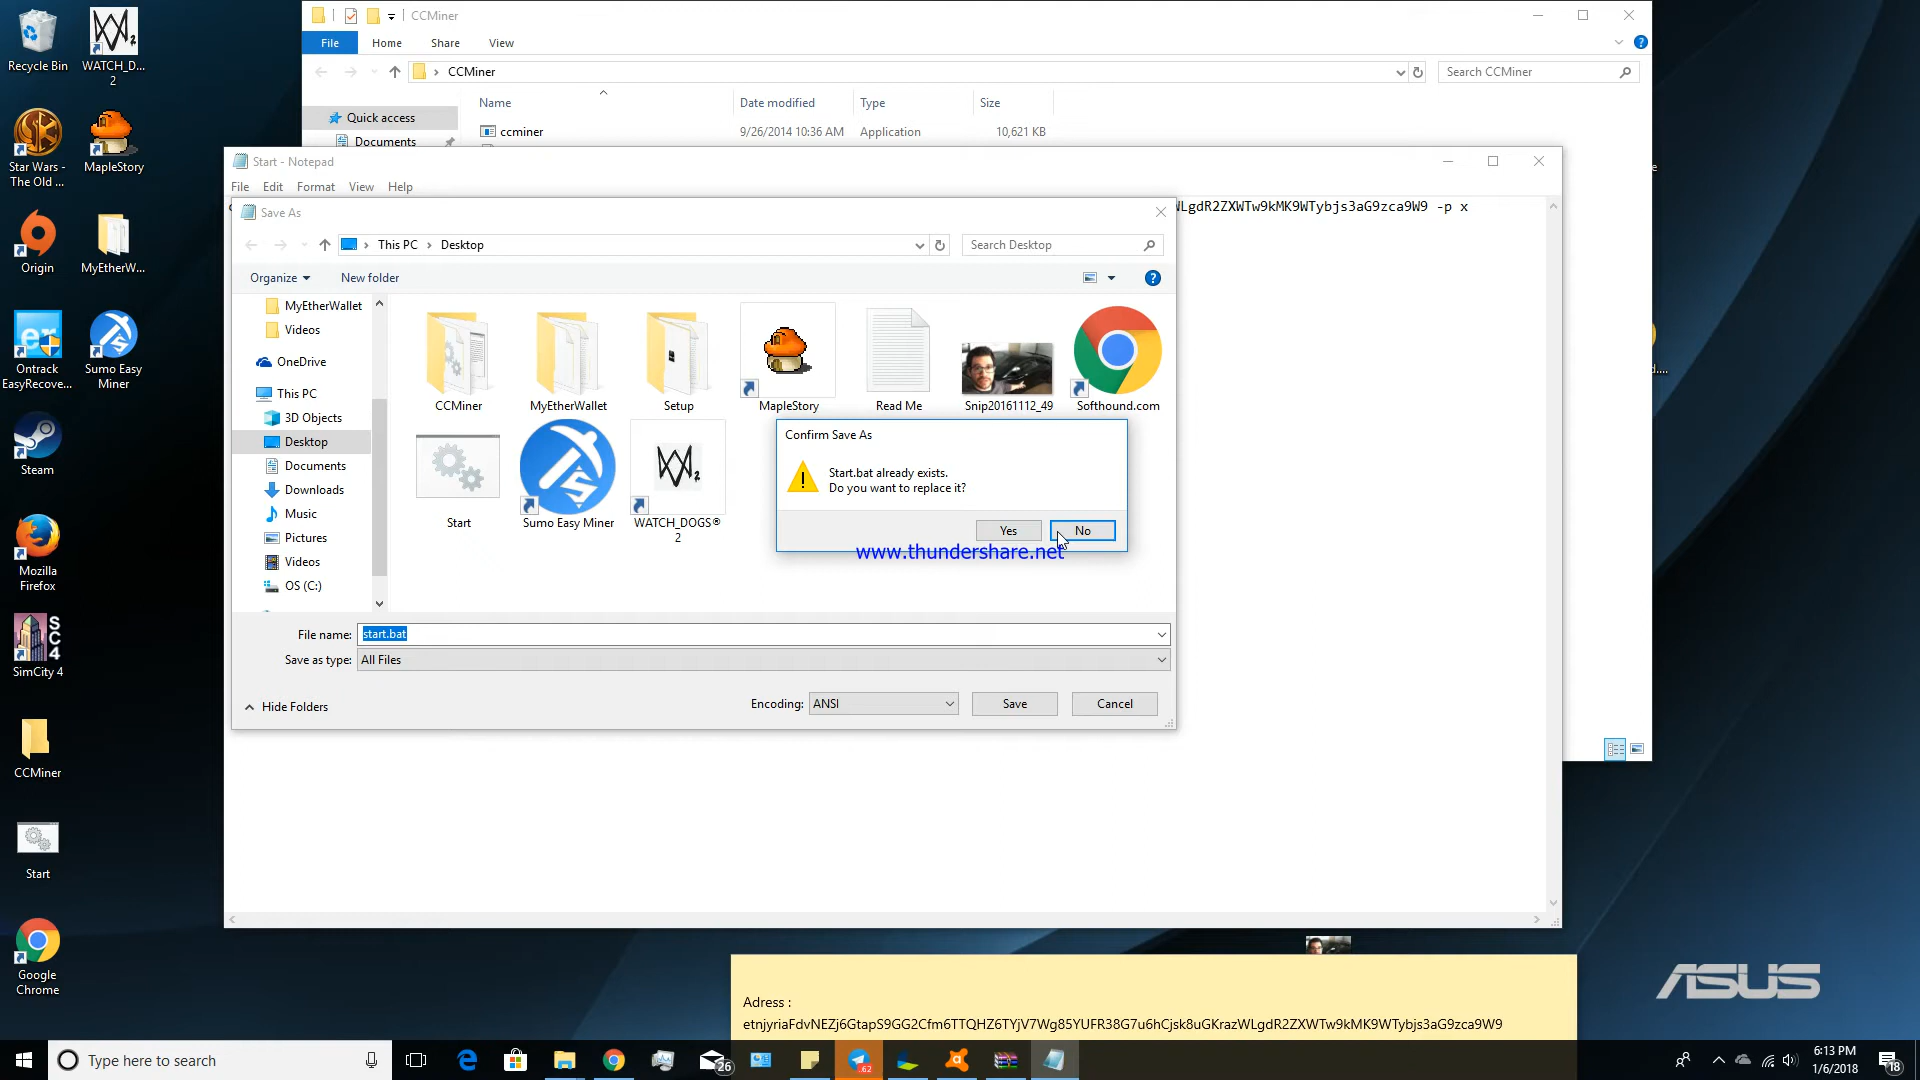 Recycle Bin
WATCH_D...
2
Star Wars -
The Old ...
MapleStory
Origin
MyEtherW...
Ontrack
EasyRecove...
Sumo Easy
Miner
Steam
Mozilla
Firefox
SimCity 4
CCMiner
Start
Google
Chrome
CCMiner
File
Home
Share
View
CCMiner
Search CCMiner
Name
Date modified
Type
Size
Quick access
Documents
ccminer
9/26/2014 10:36 AM
Application
10,621 KB
Start - Notepad
File
Edit
Format
View
Help
LgdR2ZXWTw9kMK9WTybjs3aG9zca9W9 -p x
Save As
This PC
Desktop
Search Desktop
Organize
New folder
MyEtherWallet
Videos
OneDrive
This PC
3D Objects
Desktop
Documents
Downloads
Music
Pictures
Videos
OS (C:)
CCMiner
MyEtherWallet
Setup
MapleStory
Read Me
Snip20161112_49
Softhound.com
Start
Sumo Easy Miner
WATCH_DOGS®
2
Confirm Save As
Start.bat already exists.
Do you want to replace it?
Yes
No
www.thundershare.net
File name:
start.bat
Save as type:
All Files
Hide Folders
Encoding:
ANSI
Save
Cancel
ASUS
Adress :
etnjyriaFdvNEZj6GtapS9GG2Cfm6TTQHZ6TYjV7Wg85YUFR38G7u6hCjsk8uGKrazWLgdR2ZXWTw9kMK9WTybjs3aG9zca9W9
Type here to search
26
.62
6:13 PM
1/6/2018
18